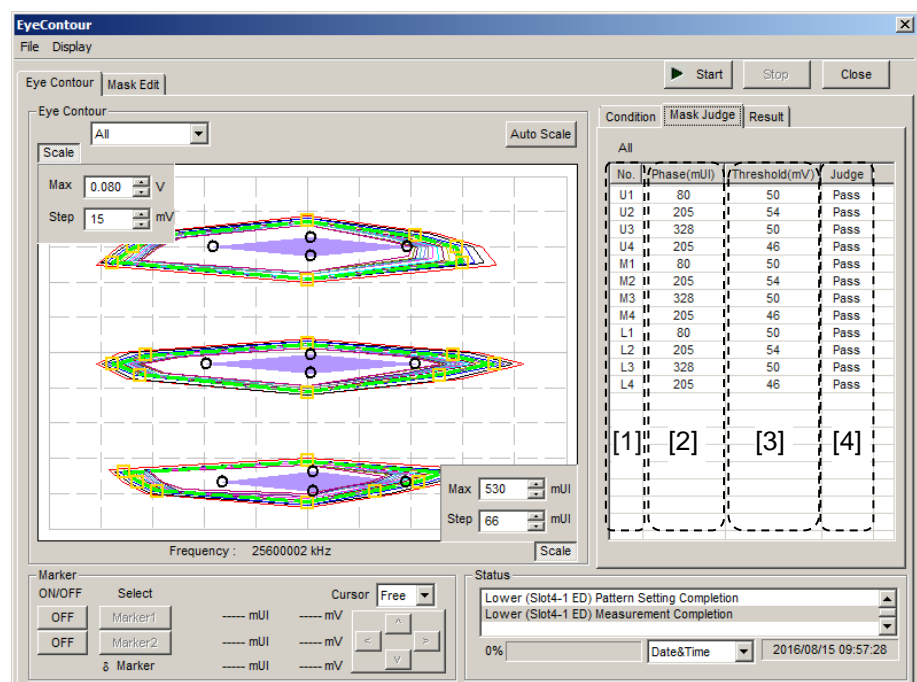 EyeContour
File Display
Start Stop Close
Eye Contour Mask Edit
Eye Contour
All
Auto Scale
Scale
Max 0.080 V
Step 15 mV
Max 530 mUI
Step 66 mUI
Frequency : 25600002 kHz
Scale
Condition Mask Judge Result
All
No. Phase(mUI) Threshold(mV) Judge
U1 80 50 Pass
U2 205 54 Pass
U3 328 50 Pass
U4 205 46 Pass
M1 80 50 Pass
M2 205 54 Pass
M3 328 50 Pass
M4 205 46 Pass
L1 80 50 Pass
L2 205 54 Pass
L3 328 50 Pass
L4 205 46 Pass
[1] [2] [3] [4]
Marker
ON/OFF Select Cursor Free
OFF Marker1 ----- mUI ----- mV
OFF Marker2 ----- mUI ----- mV
δ Marker ----- mUI ----- mV
^
< >
v
Status
Lower (Slot4-1 ED) Pattern Setting Completion
Lower (Slot4-1 ED) Measurement Completion
0% Date&Time 2016/08/15 09:57:28